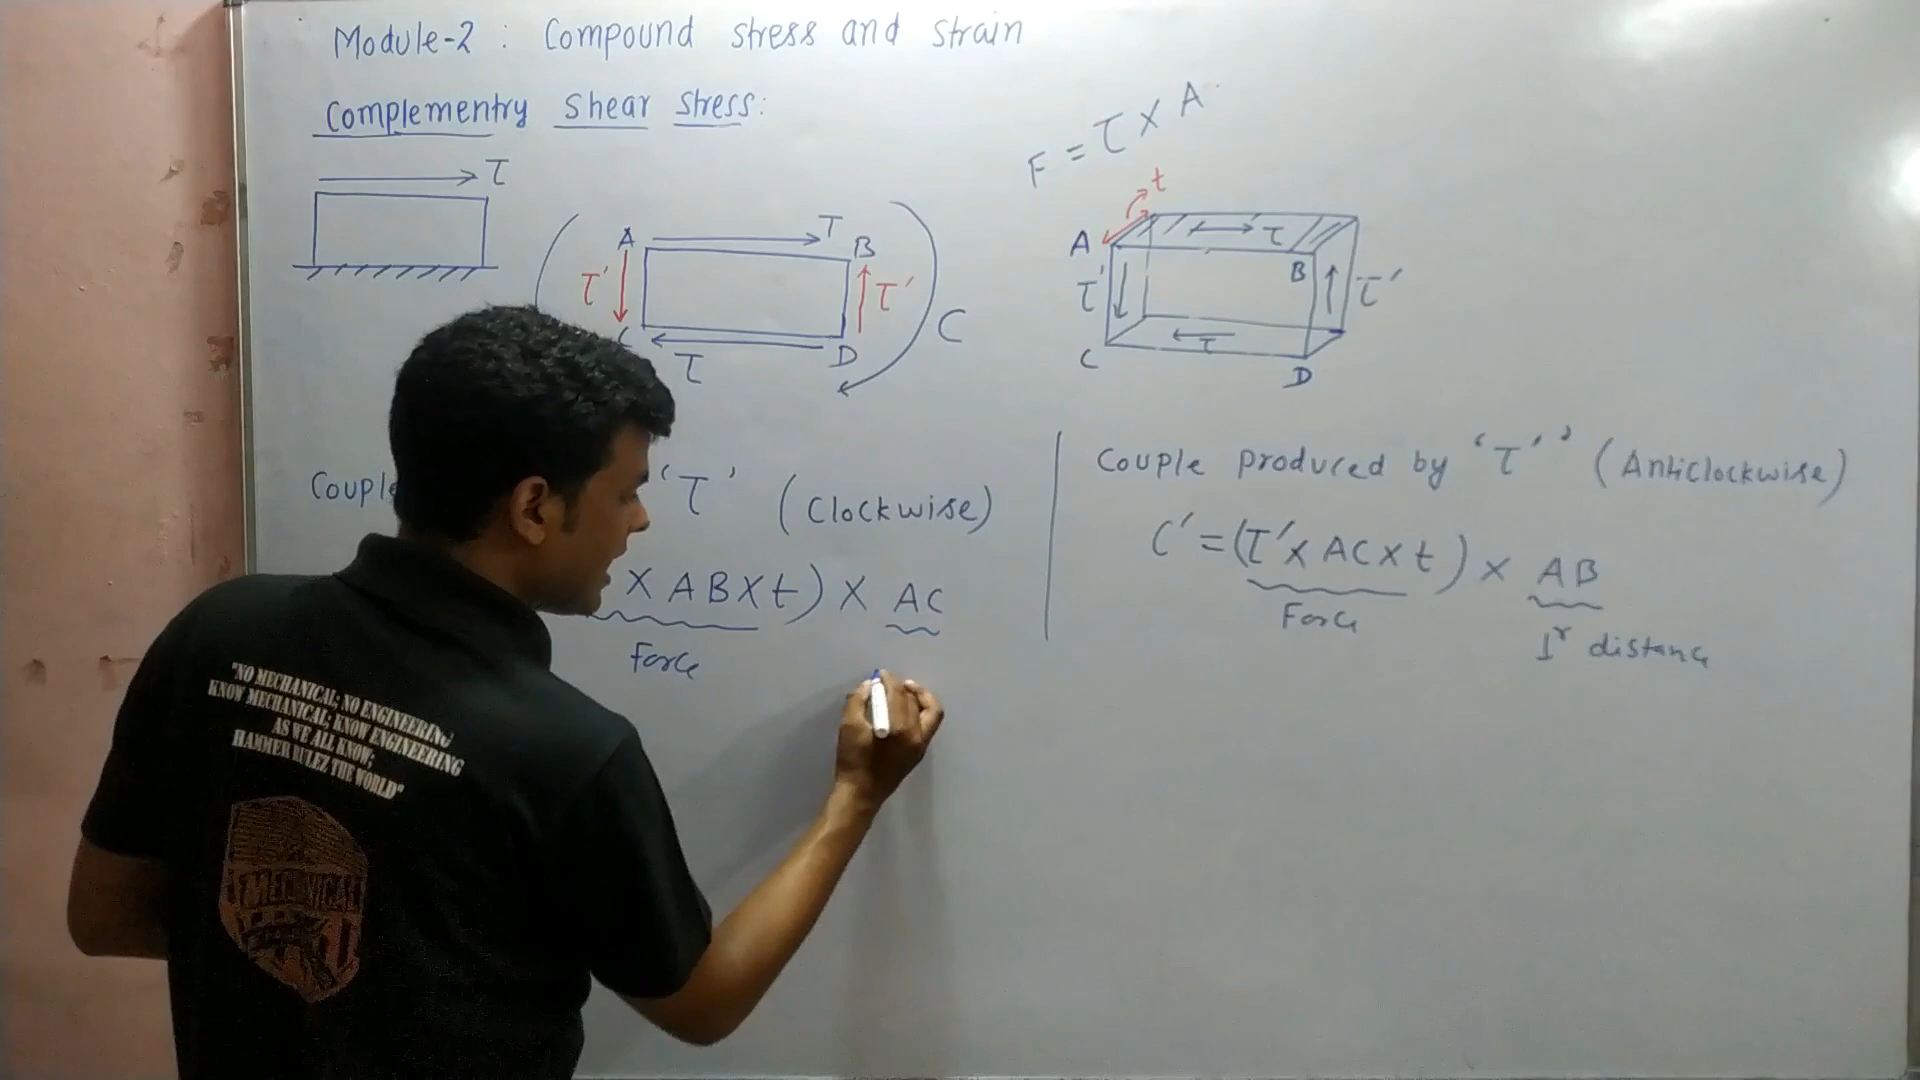 Module-2 : Compound stress and strain
Complementry shear stress:
F = τ × A
τ
t
A τ B
τ' τ'
C τ D
C
A τ B
τ' τ'
C τ D
Couple 'τ' (Clockwise)
× AB × t) × AC
Force
Couple produced by 'τ'' (Anticlockwise)
C' = (τ' × AC × t) × AB
Force
⊥r distance
"NO MECHANICAL; NO ENGINEERING
KNOW MECHANICAL; KNOW ENGINEERING
AS WE ALL KNOW;
HAMMER RULEZ THE WORLD"
MECHANICAL